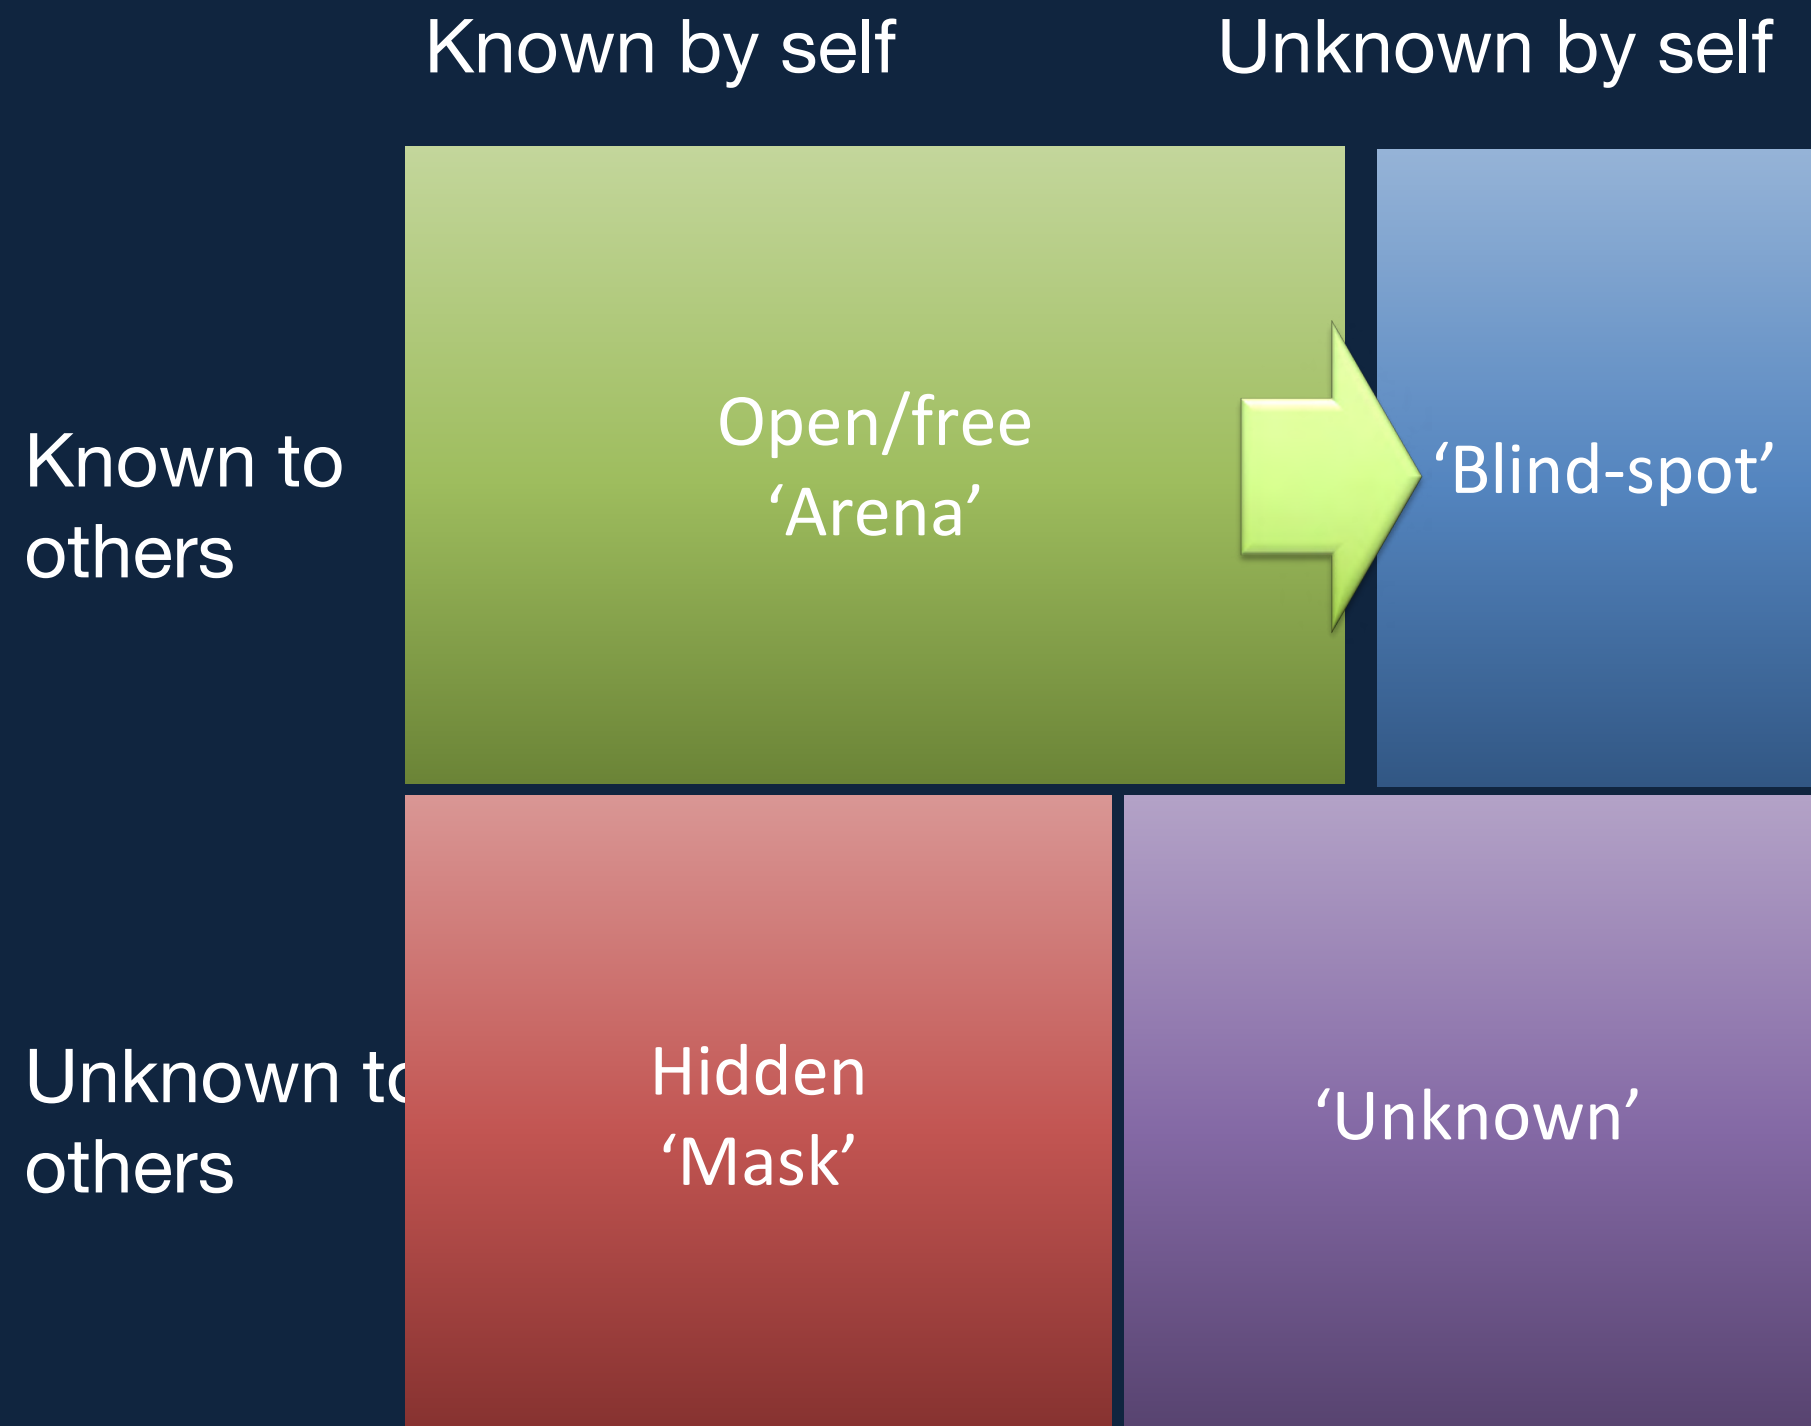 Known by self
Unknown by self
Known to
others
Open/free
‘Arena’
‘Blind-spot’
Unknown to
others
Hidden
‘Mask’
‘Unknown’